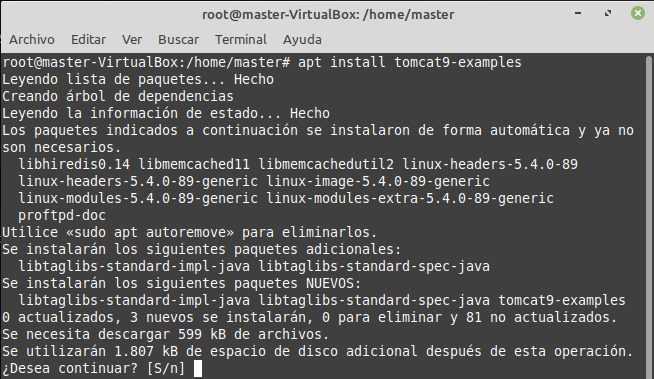 root@master-VirtualBox: /home/master
Archivo Editar Ver Buscar Terminal Ayuda
root@master-VirtualBox:/home/master# apt install tomcat9-examples
Leyendo lista de paquetes... Hecho
Creando árbol de dependencias
Leyendo la información de estado... Hecho
Los paquetes indicados a continuación se instalaron de forma automática y ya no
son necesarios.
  libhiredis0.14 libmemcached11 libmemcachedutil2 linux-headers-5.4.0-89
  linux-headers-5.4.0-89-generic linux-image-5.4.0-89-generic
  linux-modules-5.4.0-89-generic linux-modules-extra-5.4.0-89-generic
  proftpd-doc
Utilice «sudo apt autoremove» para eliminarlos.
Se instalarán los siguientes paquetes adicionales:
  libtaglibs-standard-impl-java libtaglibs-standard-spec-java
Se instalarán los siguientes paquetes NUEVOS:
  libtaglibs-standard-impl-java libtaglibs-standard-spec-java tomcat9-examples
0 actualizados, 3 nuevos se instalarán, 0 para eliminar y 81 no actualizados.
Se necesita descargar 599 kB de archivos.
Se utilizarán 1.807 kB de espacio de disco adicional después de esta operación.
¿Desea continuar? [S/n]